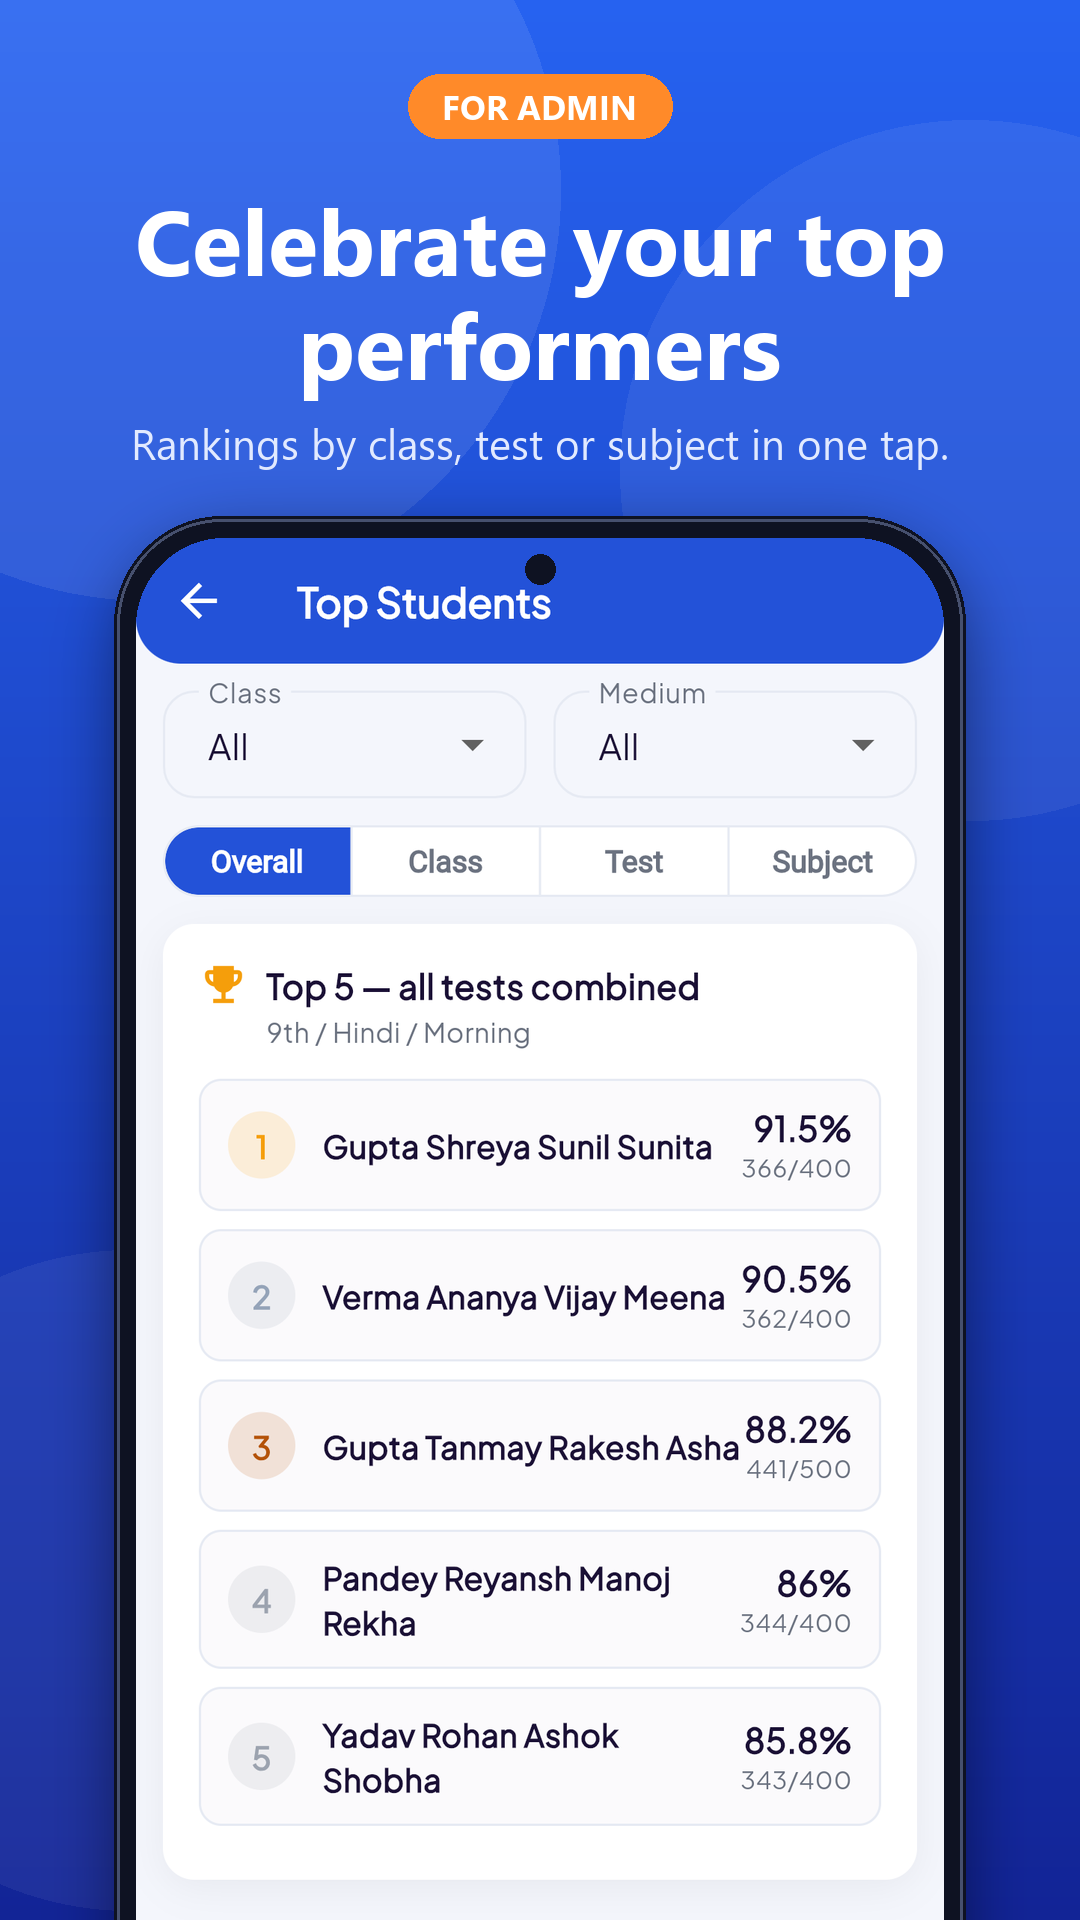 FOR ADMIN
Celebrate your top
performers
Rankings by class, test or subject in one tap.
Top Students
Class
All
Medium
All
Overall
Class
Test
Subject
Top 5 — all tests combined
9th / Hindi / Morning
1
Gupta Shreya Sunil Sunita
91.5%
366/400
2
Verma Ananya Vijay Meena
90.5%
362/400
3
Gupta Tanmay Rakesh Asha
88.2%
441/500
4
Pandey Reyansh Manoj
Rekha
86%
344/400
5
Yadav Rohan Ashok
Shobha
85.8%
343/400